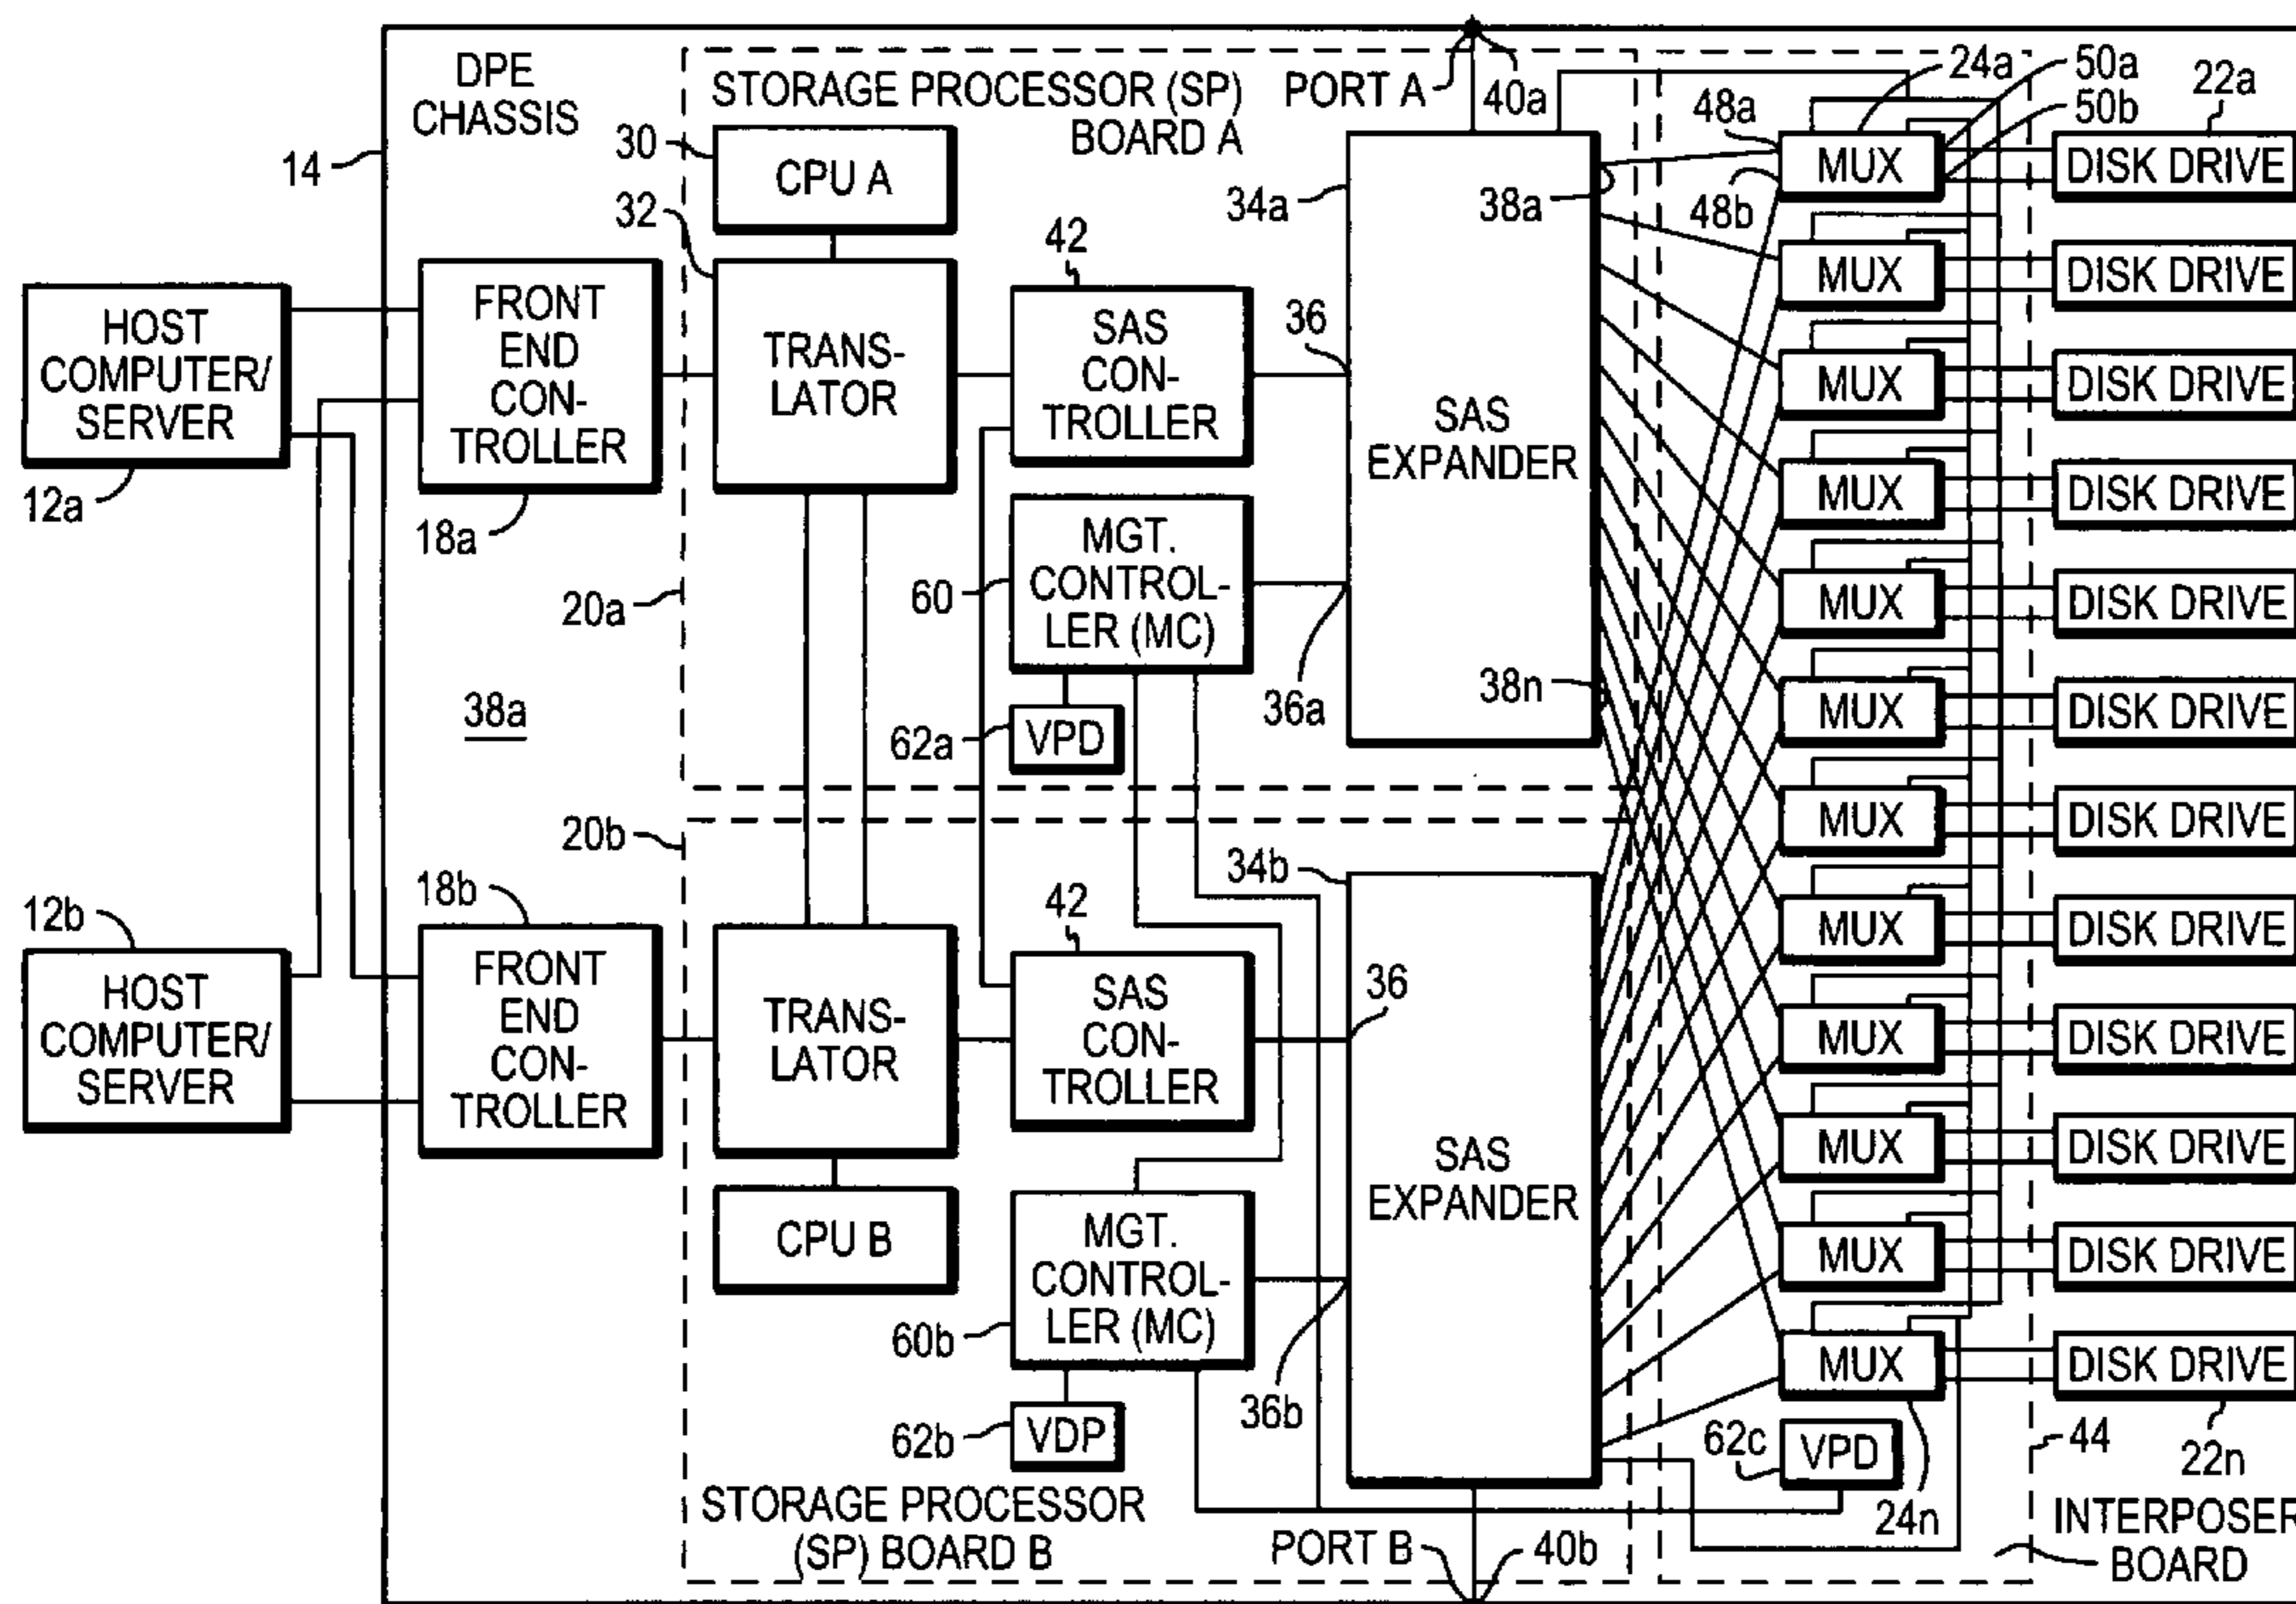 DPE
CHASSIS
14
STORAGE PROCESSOR (SP)
BOARD A
PORT A
40a
24a
50a
50b
22a
48a
48b
30
CPU A
32
TRANS-
LATOR
42
SAS
CON-
TROLLER
34a
38a
36
SAS
EXPANDER
HOST
COMPUTER/
SERVER
12a
FRONT
END
CON-
TROLLER
18a
20a
60
MGT.
CONTROL-
LER (MC)
36a
38n
62a
VPD
38a
MUX
DISK DRIVE
MUX
DISK DRIVE
MUX
DISK DRIVE
MUX
DISK DRIVE
MUX
DISK DRIVE
MUX
DISK DRIVE
MUX
DISK DRIVE
MUX
DISK DRIVE
MUX
DISK DRIVE
MUX
DISK DRIVE
MUX
DISK DRIVE
MUX
DISK DRIVE
20b
18b
12b
HOST
COMPUTER/
SERVER
FRONT
END
CON-
TROLLER
TRANS-
LATOR
42
SAS
CON-
TROLLER
34b
36
SAS
EXPANDER
CPU B
MGT.
CONTROL-
LER (MC)
60b
36b
62b
VDP
STORAGE PROCESSOR
(SP) BOARD B
PORT B
40b
62c
VPD
24n
44
22n
INTERPOSER
BOARD